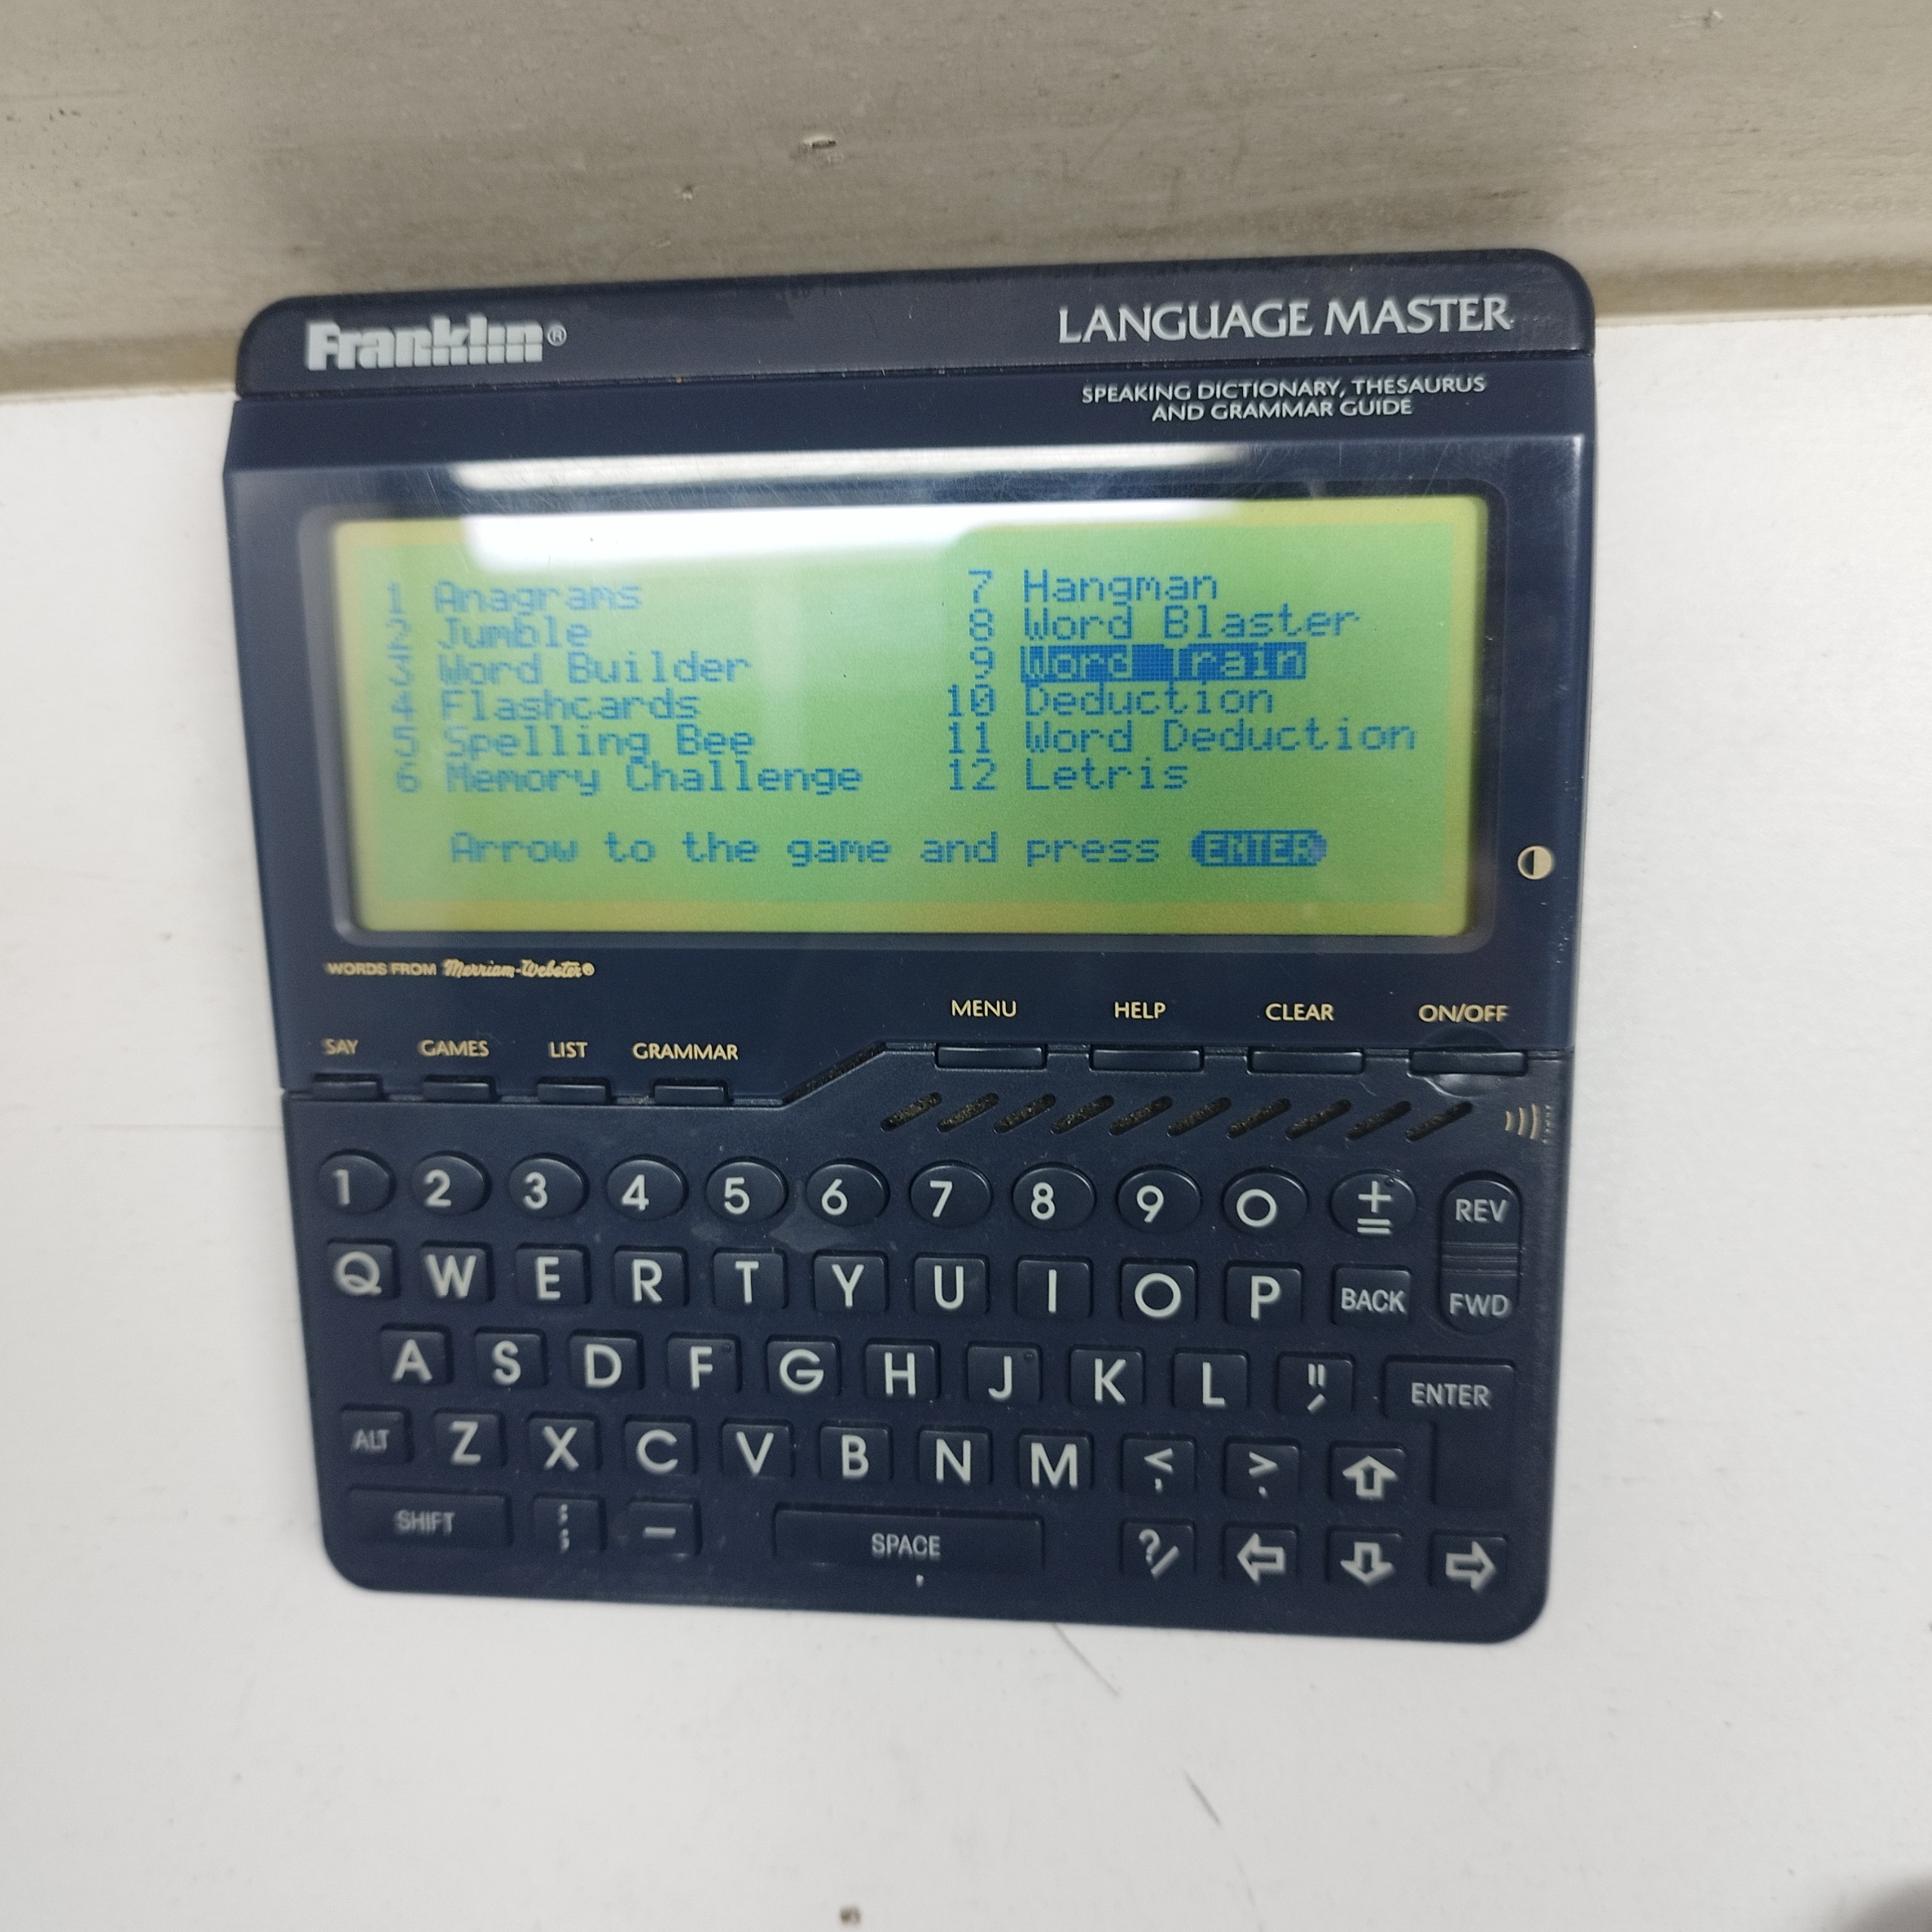 Franklin®
LANGUAGE MASTER
SPEAKING DICTIONARY, THESAURUS
AND GRAMMAR GUIDE
1 Anagrams
2 Jumble
3 Word Builder
4 Flashcards
5 Spelling Bee
6 Memory Challenge
7 Hangman
8 Word Blaster
9 Word Train
10 Deduction
11 Word Deduction
12 Letris
Arrow to the game and press ENTER
WORDS FROM Merriam-Webster®
MENU HELP CLEAR ON/OFF
SAY GAMES LIST GRAMMAR
1 2 3 4 5 6 7 8 9 0 ± = REV
Q W E R T Y U I O P BACK FWD
A S D F G H J K L " , ENTER
ALT Z X C V B N M < , > . ⇧
SHIFT : ; - SPACE ?/ ⇦ ⇩ ⇨